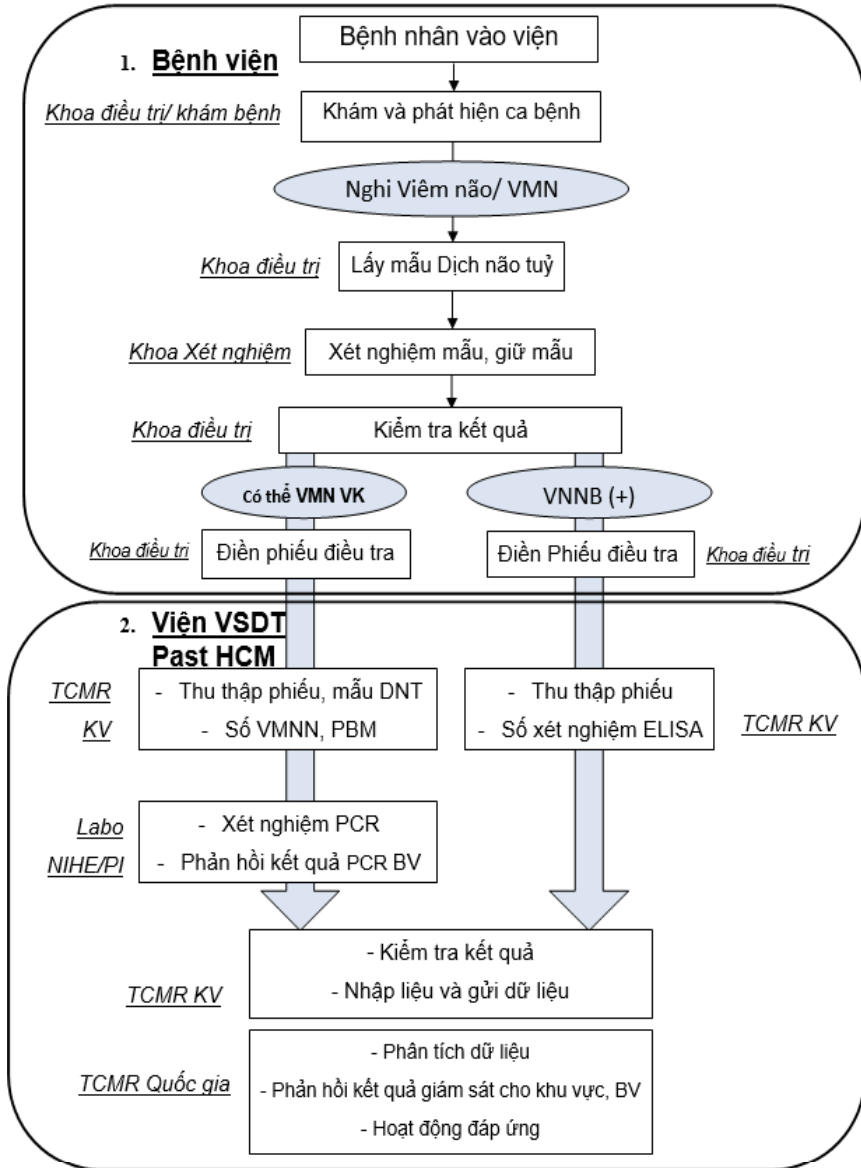 Bệnh nhân vào viện
1. Bệnh viện
Khoa điều trị/ khám bệnh
Khám và phát hiện ca bệnh
Nghi Viêm não/ VMN
Khoa điều trị
Lấy mẫu Dịch não tuỷ
Khoa Xét nghiệm
Xét nghiệm mẫu, giữ mẫu
Khoa điều trị
Kiểm tra kết quả
Có thể VMN VK
VNNB (+)
Khoa điều trị
Điền phiếu điều tra
Điền Phiếu điều tra
Khoa điều trị
2. Viện VSDT
Past HCM
TCMR
KV
- Thu thập phiếu, mẫu DNT
- Số VMNN, PBM
- Thu thập phiếu
- Số xét nghiệm ELISA
TCMR KV
Labo
NIHE/PI
- Xét nghiệm PCR
- Phản hồi kết quả PCR BV
TCMR KV
- Kiểm tra kết quả
- Nhập liệu và gửi dữ liệu
TCMR Quốc gia
- Phân tích dữ liệu
- Phản hồi kết quả giám sát cho khu vực, BV
- Hoạt động đáp ứng